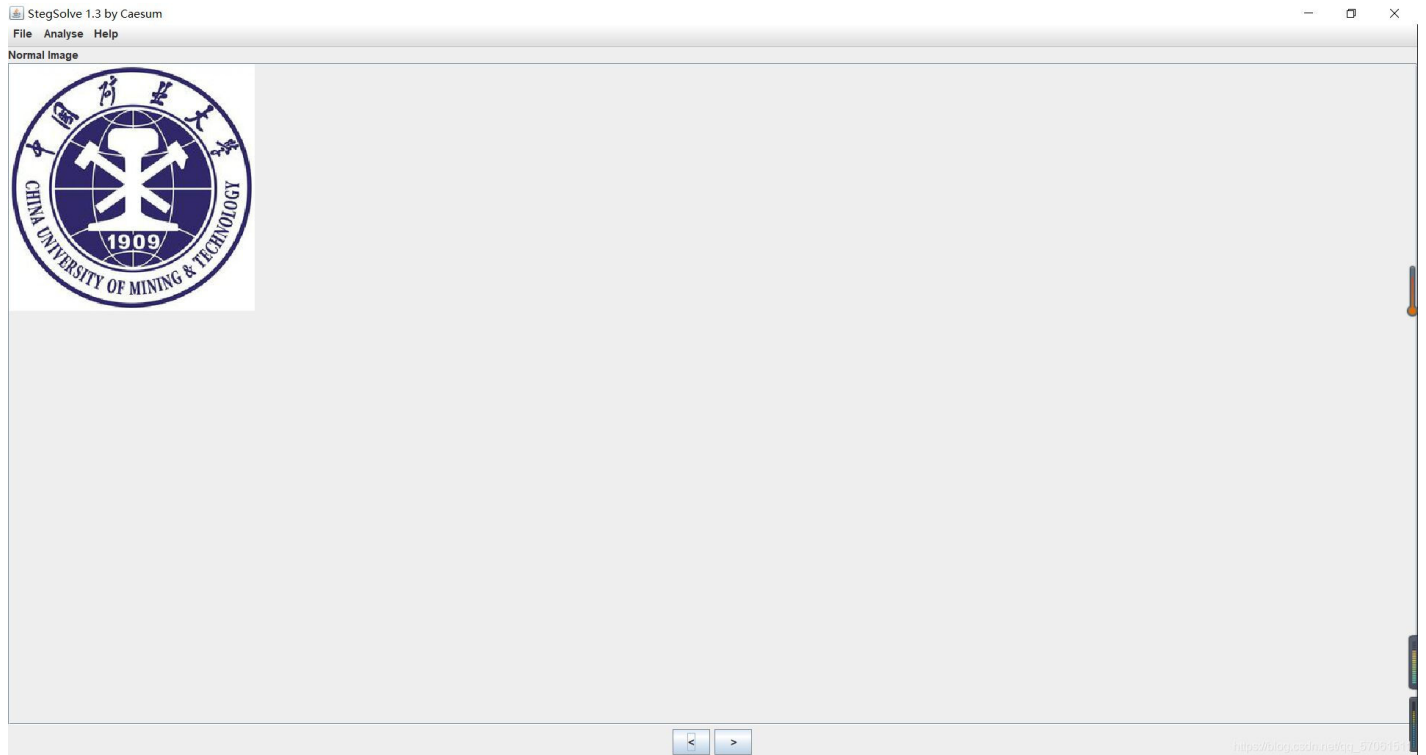 StegSolve 1.3 by Caesum
File Analyse Help
Normal Image
中国矿业大学
CHINA UNIVERSITY OF MINING & TECHNOLOGY
1909
< >